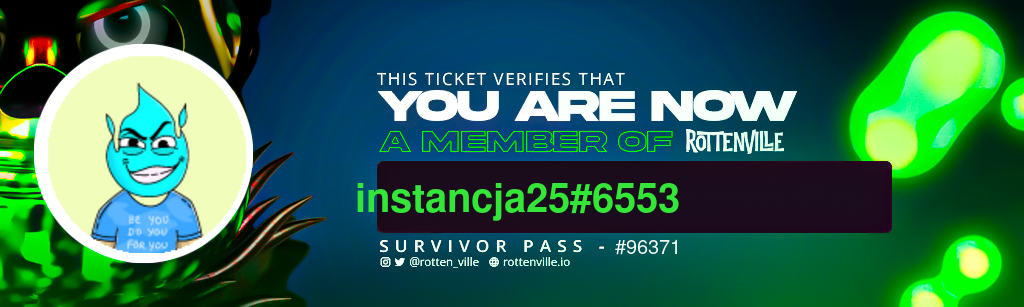 THIS TICKET VERIFIES THAT
YOU ARE NOW
A MEMBER OF ROTTENVILLE
instancja25#6553
SURVIVOR PASS - #96371
@rotten_ville rottenville.io
BE YOU
DO YOU
FOR YOU